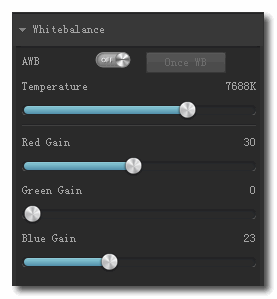 Whitebalance
AWB OFF Once WB
Temperature 7688K
Red Gain 30
Green Gain 0
Blue Gain 23